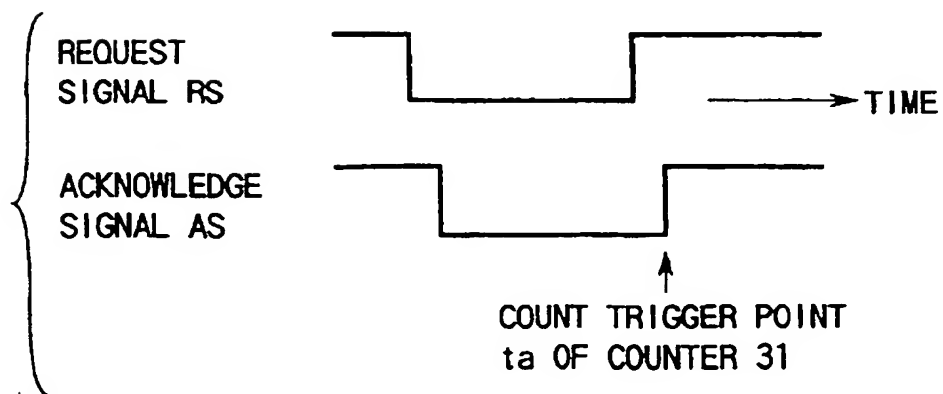 REQUEST
SIGNAL RS
TIME
ACKNOWLEDGE
SIGNAL AS
COUNT TRIGGER POINT
ta OF COUNTER 31